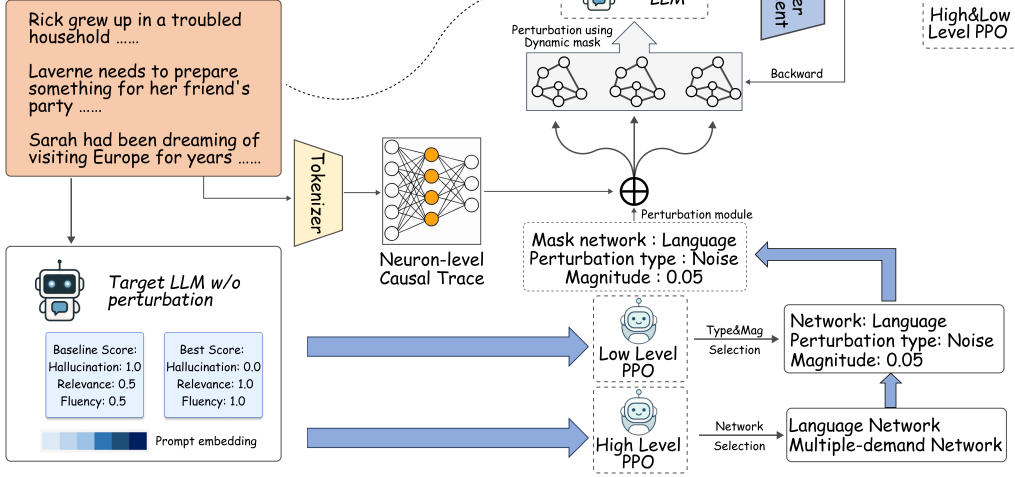 Rick grew up in a troubled
household ......
Laverne needs to prepare
something for her friend's
party ......
Sarah had been dreaming of
visiting Europe for years ......
LLM
Perturbation using
Dynamic mask
High&Low
Level PPO
Backward
Tokenizer
Neuron-level
Causal Trace
Perturbation module
Mask network : Language
Perturbation type : Noise
Magnitude : 0.05
Target LLM w/o
perturbation
Baseline Score:
Hallucination: 1.0
Relevance: 0.5
Fluency: 0.5
Best Score:
Hallucination: 0.0
Relevance: 1.0
Fluency: 1.0
Prompt embedding
Low Level
PPO
Type&Mag
Selection
Network: Language
Perturbation type: Noise
Magnitude: 0.05
High Level
PPO
Network
Selection
Language Network
Multiple-demand Network